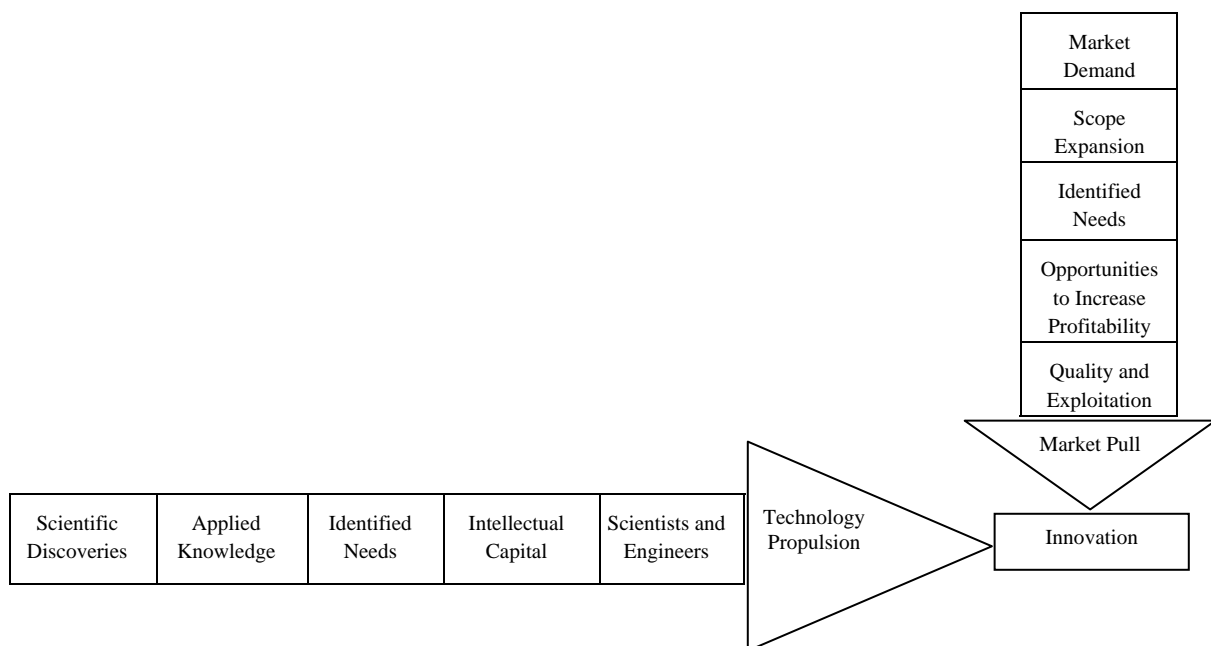 Market
Demand
Scope
Expansion
Identified
Needs
Opportunities
to Increase
Profitability
Quality and
Exploitation
Market Pull
Scientific
Discoveries
Applied
Knowledge
Identified
Needs
Intellectual
Capital
Scientists and
Engineers
Technology
Propulsion
Innovation